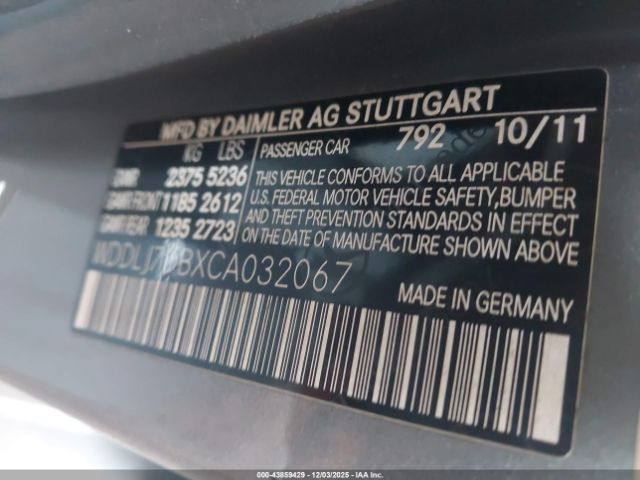 MFD BY DAIMLER AG STUTTGART
KG LBS PASSENGER CAR 792 10/11
GVWR 2375 5236
GAWR FRONT 1185 2612
GAWR REAR 1235 2723
THIS VEHICLE CONFORMS TO ALL APPLICABLE
U.S. FEDERAL MOTOR VEHICLE SAFETY, BUMPER
AND THEFT PREVENTION STANDARDS IN EFFECT
ON THE DATE OF MANUFACTURE SHOWN ABOVE
MADE IN GERMANY
000-43859429 - 12/03/2025 - IAAI, Inc.